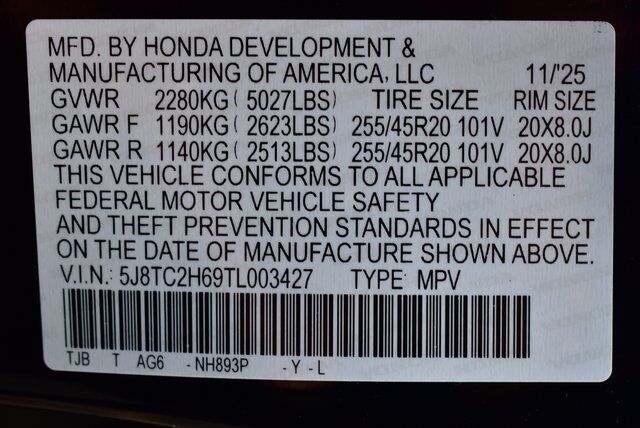 MFD. BY HONDA DEVELOPMENT &
MANUFACTURING OF AMERICA, LLC 11/'25
GVWR 2280KG ( 5027LBS) TIRE SIZE RIM SIZE
GAWR F 1190KG ( 2623LBS) 255/45R20 101V 20X8.0J
GAWR R 1140KG ( 2513LBS) 255/45R20 101V 20X8.0J
THIS VEHICLE CONFORMS TO ALL APPLICABLE
FEDERAL MOTOR VEHICLE SAFETY
AND THEFT PREVENTION STANDARDS IN EFFECT
ON THE DATE OF MANUFACTURE SHOWN ABOVE.
V.I.N.: 5J8TC2H69TL003427 TYPE: MPV
TJB T AG6 - NH893P - Y - L